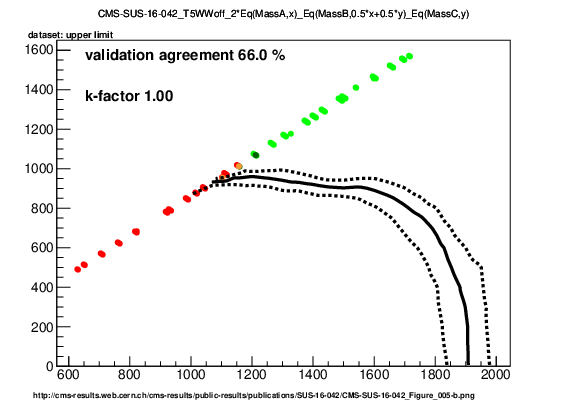 CMS-SUS-16-042_T5WWoff_2*Eq(MassA,x)_Eq(MassB,0.5*x+0.5*y)_Eq(MassC,y)
dataset: upper limit
validation agreement 66.0 %
k-factor 1.00
1600
1400
1200
1000
800
600
400
200
0
600 800 1000 1200 1400 1600 1800 2000
http://cms-results.web.cern.ch/cms-results/public-results/publications/SUS-16-042/CMS-SUS-16-042_Figure_005-b.png